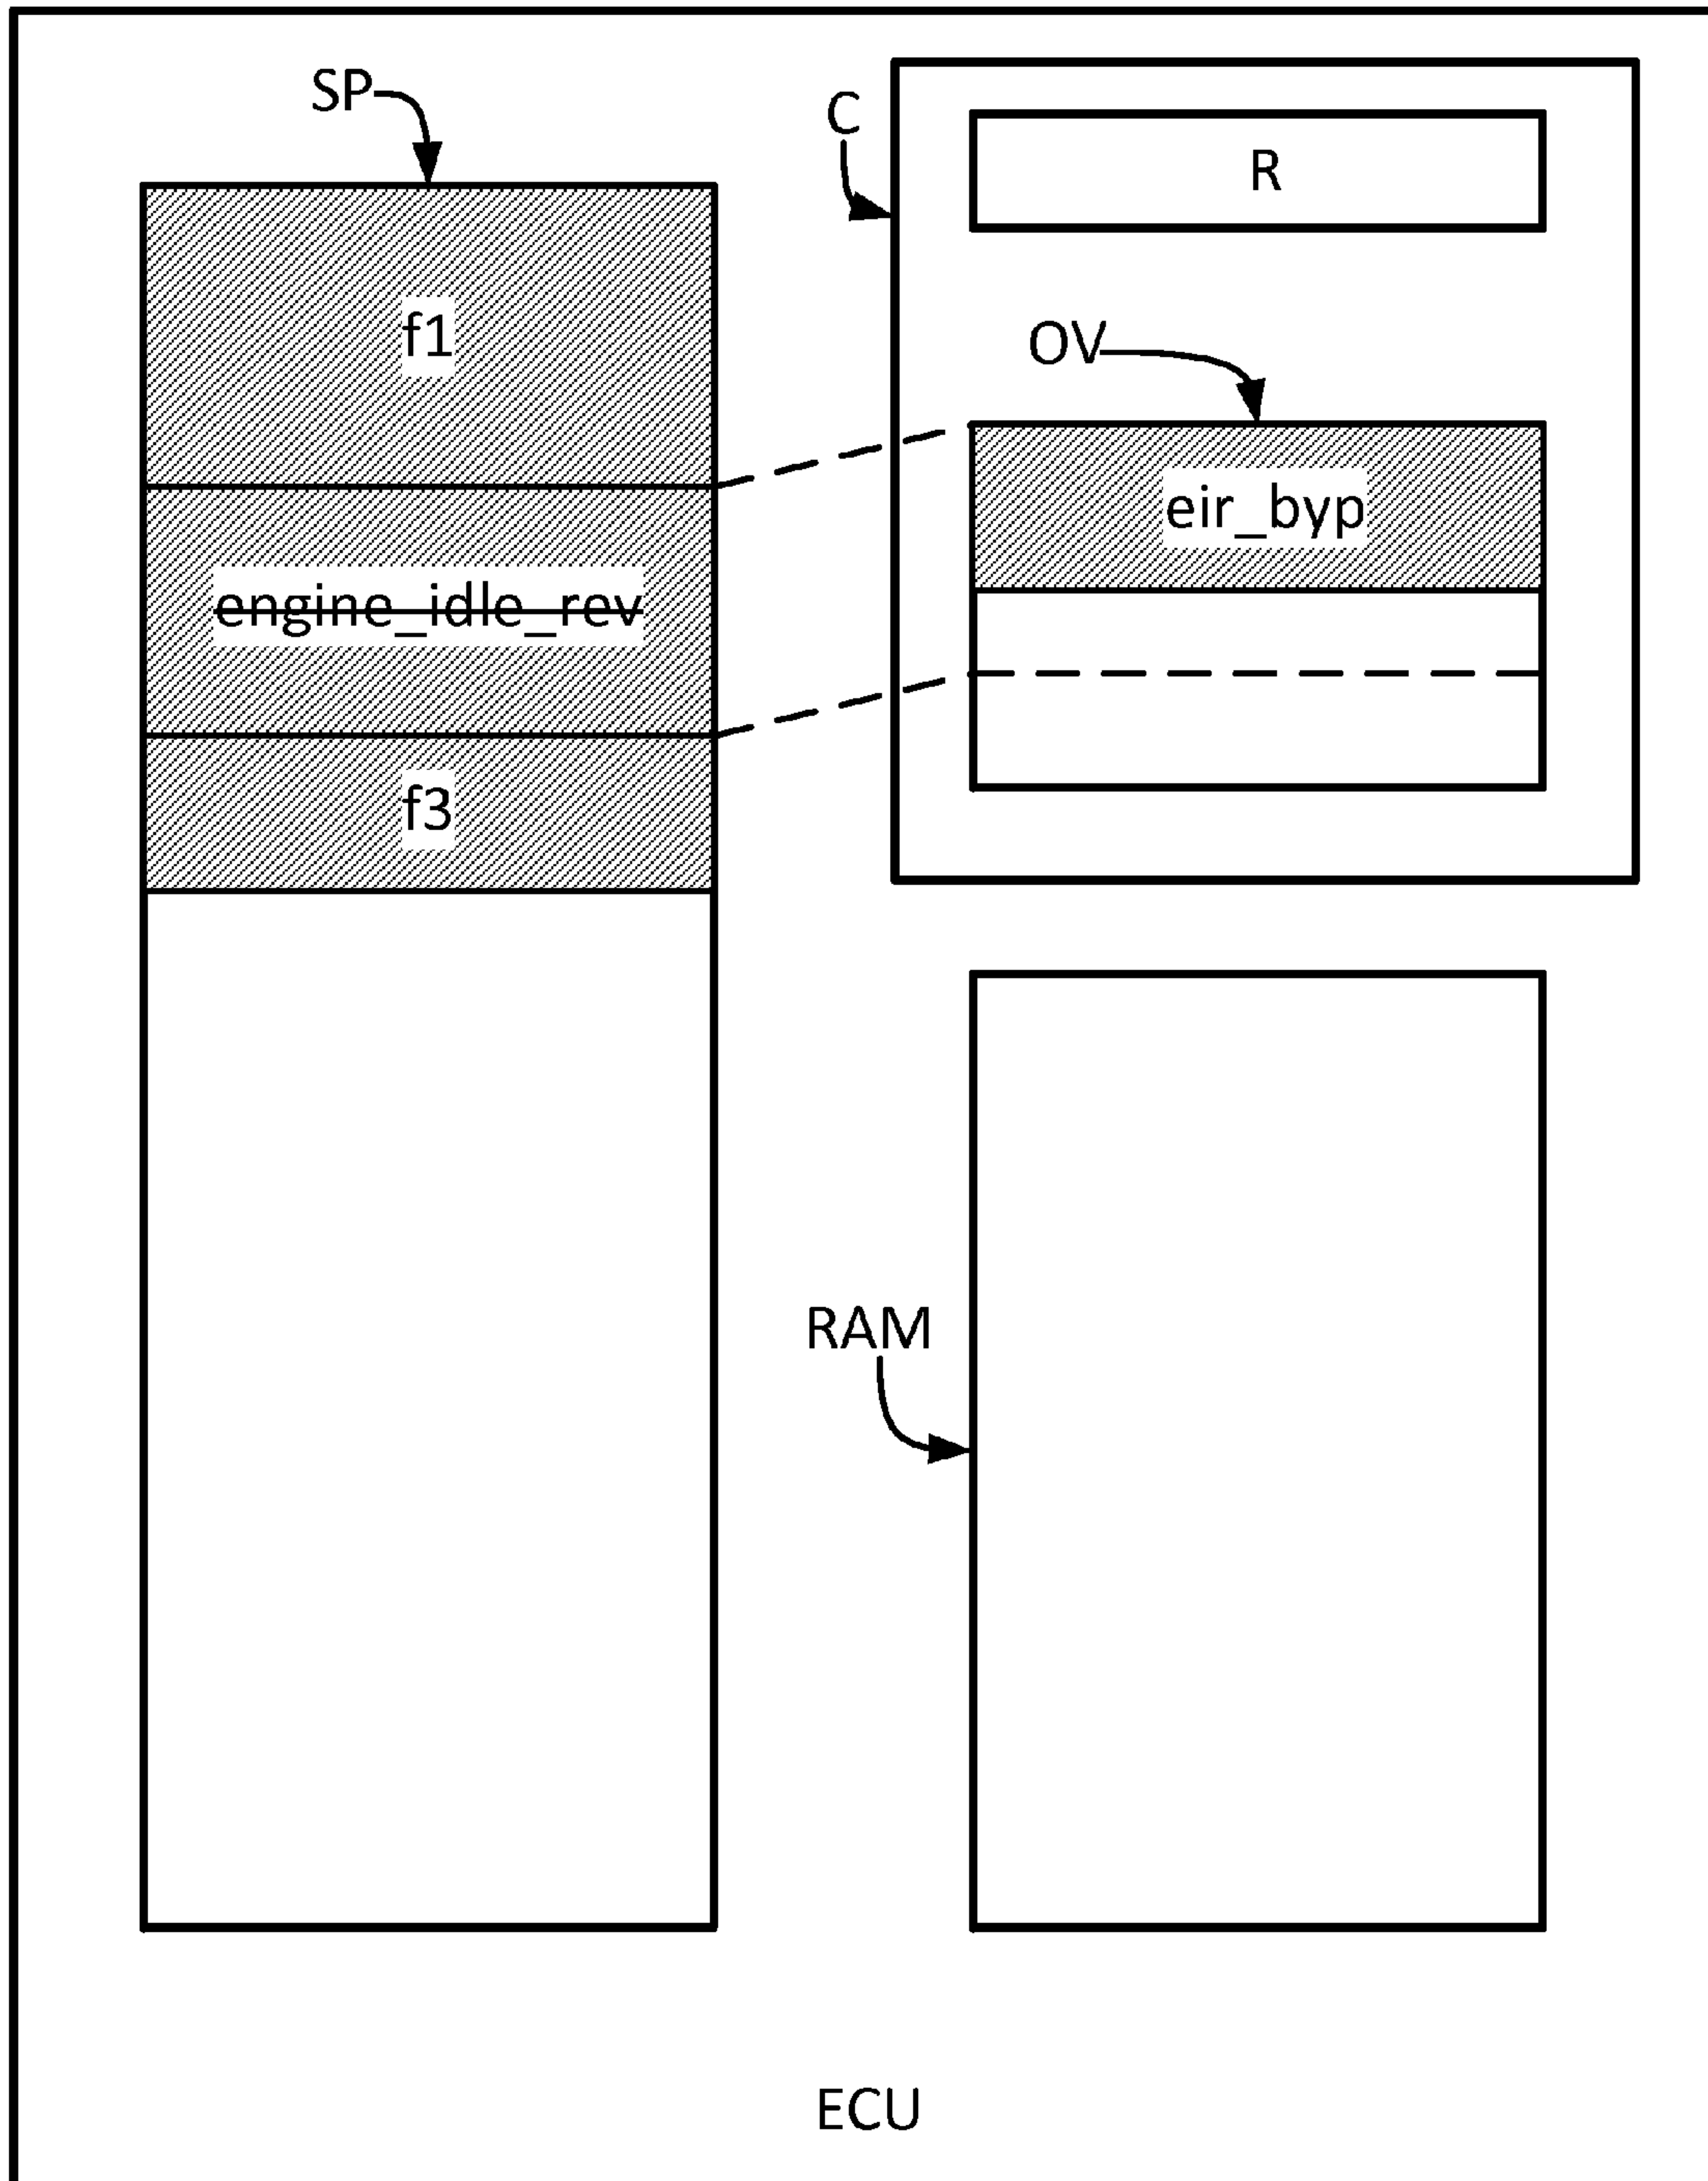 SP
C
R
f1
OV
eir_byp
engine_idle_rev
f3
RAM
ECU